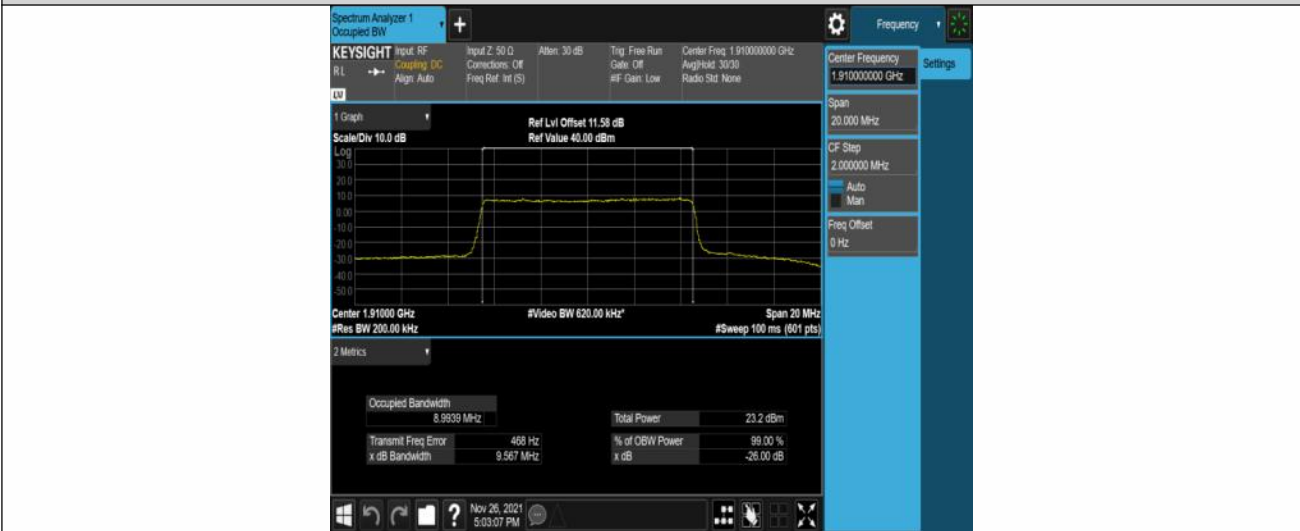 Spectrum Analyzer 1
Occupied BW
+
Frequency
KEYSIGHT Input: RF
Coupling: DC
Align: Auto
RL
LV
Input Z: 50 Ω
Corrections: Off
Freq Ref: Int (S)
Atten: 30 dB
Trig: Free Run
Gate: Off
#IF Gain: Low
Center Freq: 1.910000000 GHz
Avg|Hold: 30/30
Radio Std: None
Center Frequency
1.910000000 GHz
Settings
Span
20.000 MHz
CF Step
2.000000 MHz
Auto
Man
Freq Offset
0 Hz
1 Graph
Scale/Div 10.0 dB
Ref Lvl Offset 11.58 dB
Ref Value 40.00 dBm
Log
30.0
20.0
10.0
0.00
-10.0
-20.0
-30.0
-40.0
-50.0
Center 1.91000 GHz
#Video BW 620.00 kHz*
Span 20 MHz
#Res BW 200.00 kHz
#Sweep 100 ms (601 pts)
2 Metrics
Occupied Bandwidth
8.9939 MHz
Total Power 23.2 dBm
Transmit Freq Error 468 Hz
% of OBW Power 99.00 %
x dB Bandwidth 9.567 MHz
x dB -26.00 dB
?
Nov 26, 2021
5:03:07 PM